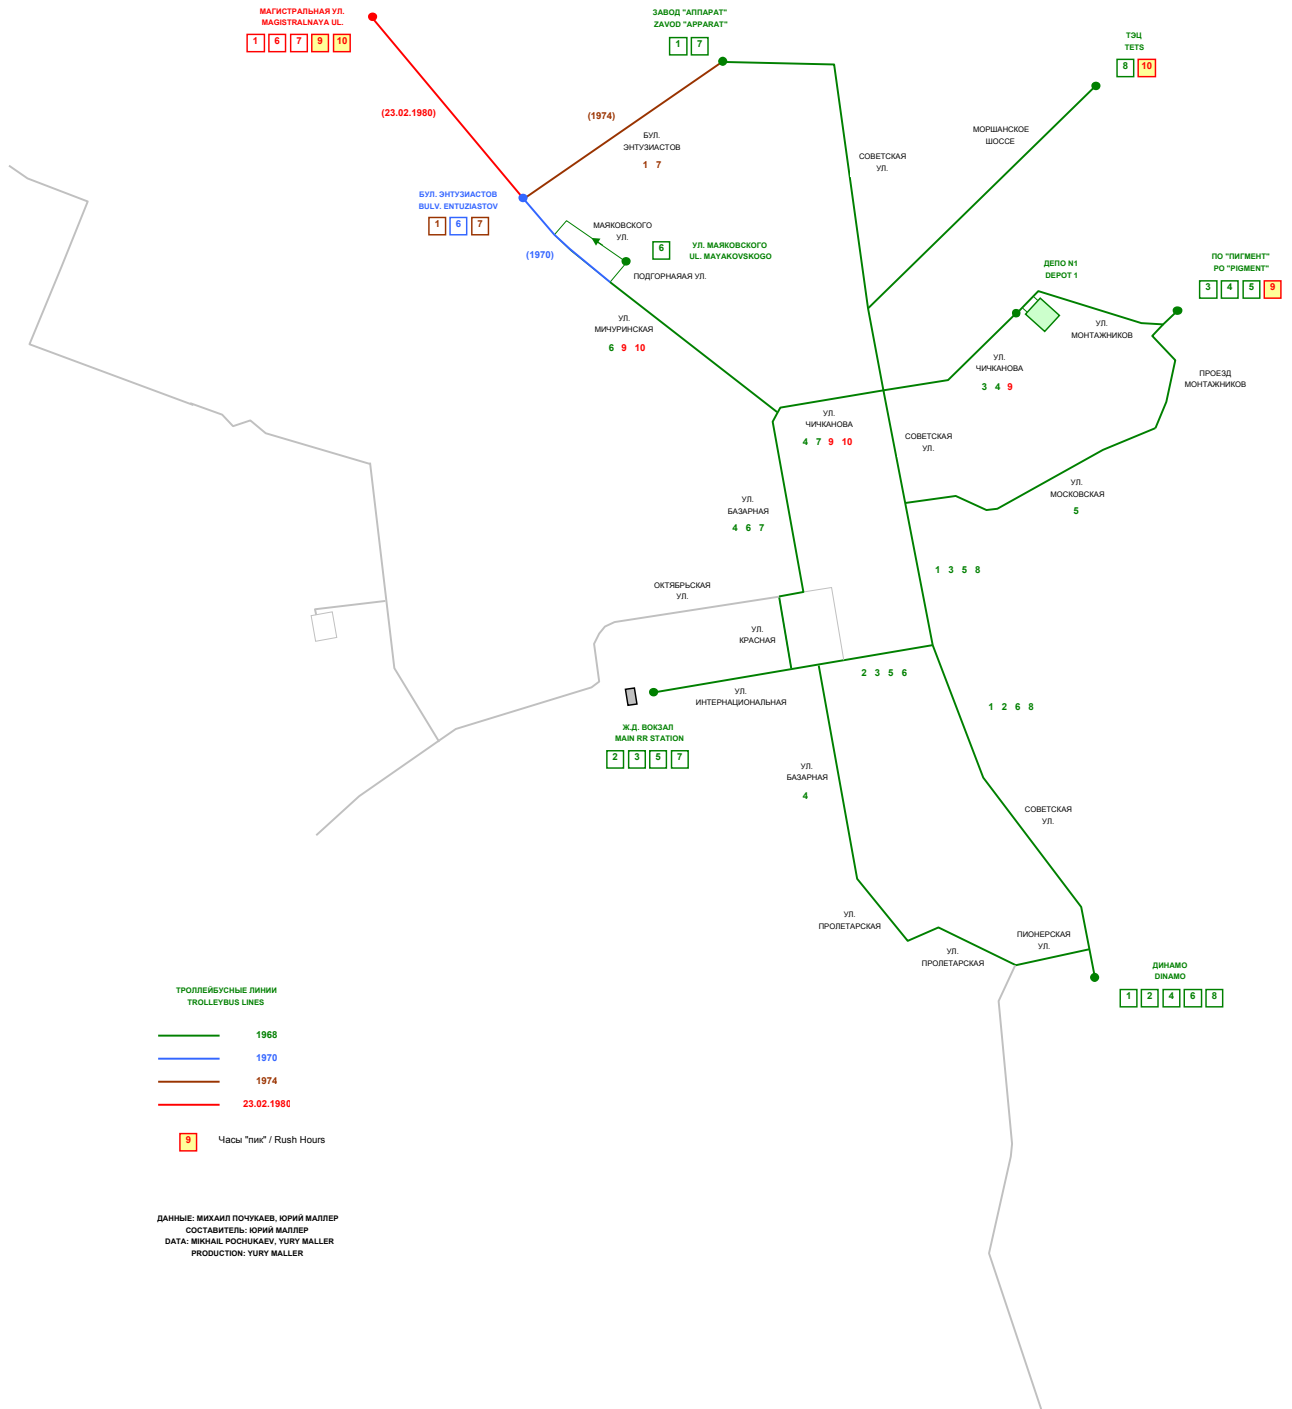 МАГИСТРАЛЬНАЯ УЛ.
MAGISTRALNAYA UL.
1 6 7 9 10
ЗАВОД "АППАРАТ"
ZAVOD "APPARAT"
1 7
ТЭЦ
TETS
8 10
(23.02.1980)
(1974)
БУЛ.
ЭНТУЗИАСТОВ
1 7
МОРШАНСКОЕ
ШОССЕ
СОВЕТСКАЯ
УЛ.
БУЛ. ЭНТУЗИАСТОВ
BULV. ENTUZIASTOV
1 6 7
(1970)
МАЯКОВСКОГО
УЛ.
6
УЛ. МАЯКОВСКОГО
UL. MAYAKOVSKOGO
ПОДГОРНАЯАЯ УЛ.
ДЕПО N1
DEPOT 1
ПО "ПИГМЕНТ"
PO "PIGMENT"
3 4 5 9
УЛ.
МИЧУРИНСКАЯ
6 9 10
УЛ.
МОНТАЖНИКОВ
УЛ.
ЧИЧКАНОВА
3 4 9
ПРОЕЗД
МОНТАЖНИКОВ
УЛ.
ЧИЧКАНОВА
4 7 9 10
СОВЕТСКАЯ
УЛ.
УЛ.
МОСКОВСКАЯ
5
УЛ.
БАЗАРНАЯ
4 6 7
1 3 5 8
ОКТЯБРЬСКАЯ
УЛ.
УЛ.
КРАСНАЯ
2 3 5 6
УЛ.
ИНТЕРНАЦИОНАЛЬНАЯ
1 2 6 8
Ж.Д. ВОКЗАЛ
MAIN RR STATION
2 3 5 7
УЛ.
БАЗАРНАЯ
4
СОВЕТСКАЯ
УЛ.
УЛ.
ПРОЛЕТАРСКАЯ
ПИОНЕРСКАЯ
УЛ.
УЛ.
ПРОЛЕТАРСКАЯ
ДИНАМО
DINAMO
1 2 4 6 8
ТРОЛЛЕЙБУСНЫЕ ЛИНИИ
TROLLEYBUS LINES
1968
1970
1974
23.02.1980
9 Часы "пик" / Rush Hours
ДАННЫЕ: МИХАИЛ ПОЧУКАЕВ, ЮРИЙ МАЛЛЕР
СОСТАВИТЕЛЬ: ЮРИЙ МАЛЛЕР
DATA: MIKHAIL POCHUKAEV, YURY MALLER
PRODUCTION: YURY MALLER